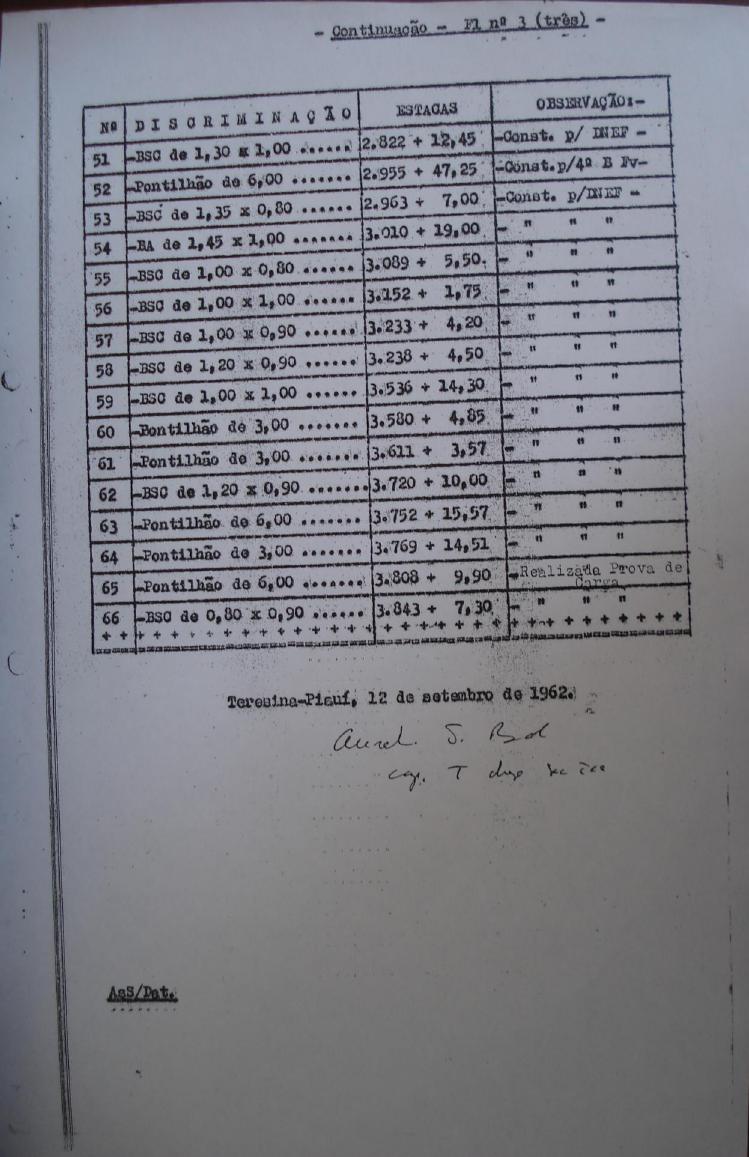 - Continuação - Fl nº 3 (três) -
Nº DISCRIMINAÇÃO ESTACAS OBSERVAÇÃO:-
51 -BSC de 1,30 x 1,00 ...... 2.822 + 12,45 -Const. p/ DNEF -
52 -Pontilhão de 6,00 ....... 2.955 + 47,25 -Const.p/4º B Fv-
53 -BSC de 1,35 x 0,80 ...... 2.963 + 7,00 -Const. p/DNEF -
54 -BA de 1,45 x 1,00 ....... 3.010 + 19,00 - " " "
55 -BSC de 1,00 x 0,80 ...... 3.089 + 5,50. - " " "
56 -BSC de 1,00 x 1,00 ...... 3.152 + 1,75 - " " "
57 -BSC de 1,00 x 0,90 ...... 3.233 + 4,20 - " " "
58 -BSC de 1,20 x 0,90 ...... 3.238 + 4,50 - " " "
59 -BSC de 1,00 x 1,00 ...... 3.536 + 14,30 - " " "
60 -Pontilhão de 3,00 ....... 3.580 + 4,85 - " " "
61 -Pontilhão de 3,00 ....... 3.611 + 3,57 - " " "
62 -BSC de 1,20 x 0,90 ....... 3.720 + 10,00 - " " "
63 -Pontilhão de 6,00 ....... 3.752 + 15,57 - " " "
64 -Pontilhão de 3,00 ....... 3.769 + 14,51 - " " "
65 -Pontilhão de 6,00 ....... 3.808 + 9,90 -Realizada Prova de
Carga
66 -BSC de 0,80 x 0,90 ...... 3.843 + 7,30 - " " "
Teresina-Piauí, 12 de setembro de 1962.
AsS/Dat.